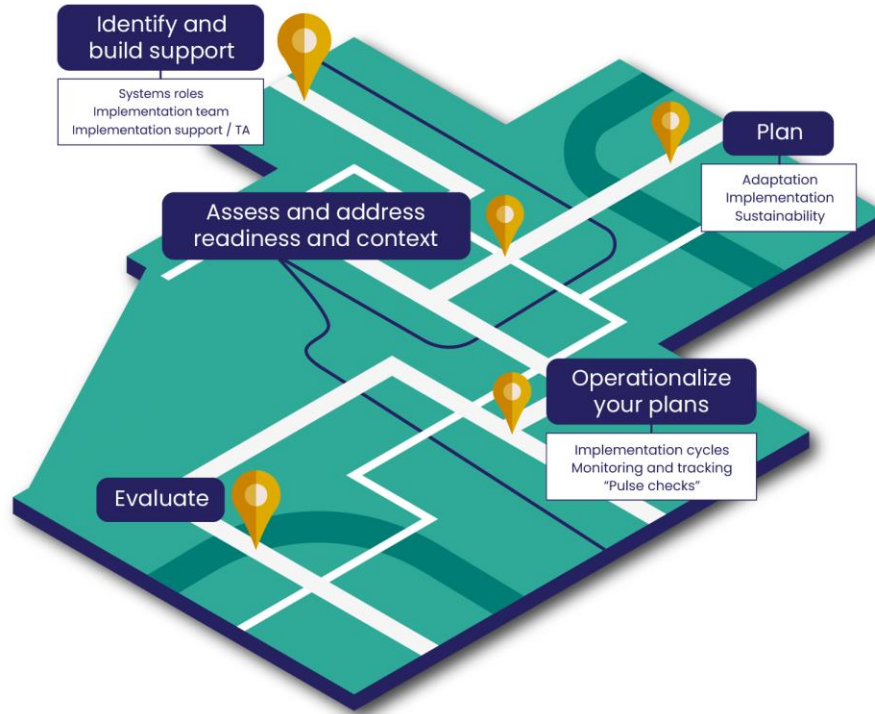 Identify and
build support
Systems roles
Implementation team
Implementation support / TA
Plan
Adaptation
Implementation
Sustainability
Assess and address
readiness and context
Operationalize
your plans
Implementation cycles
Monitoring and tracking
“Pulse checks”
Evaluate